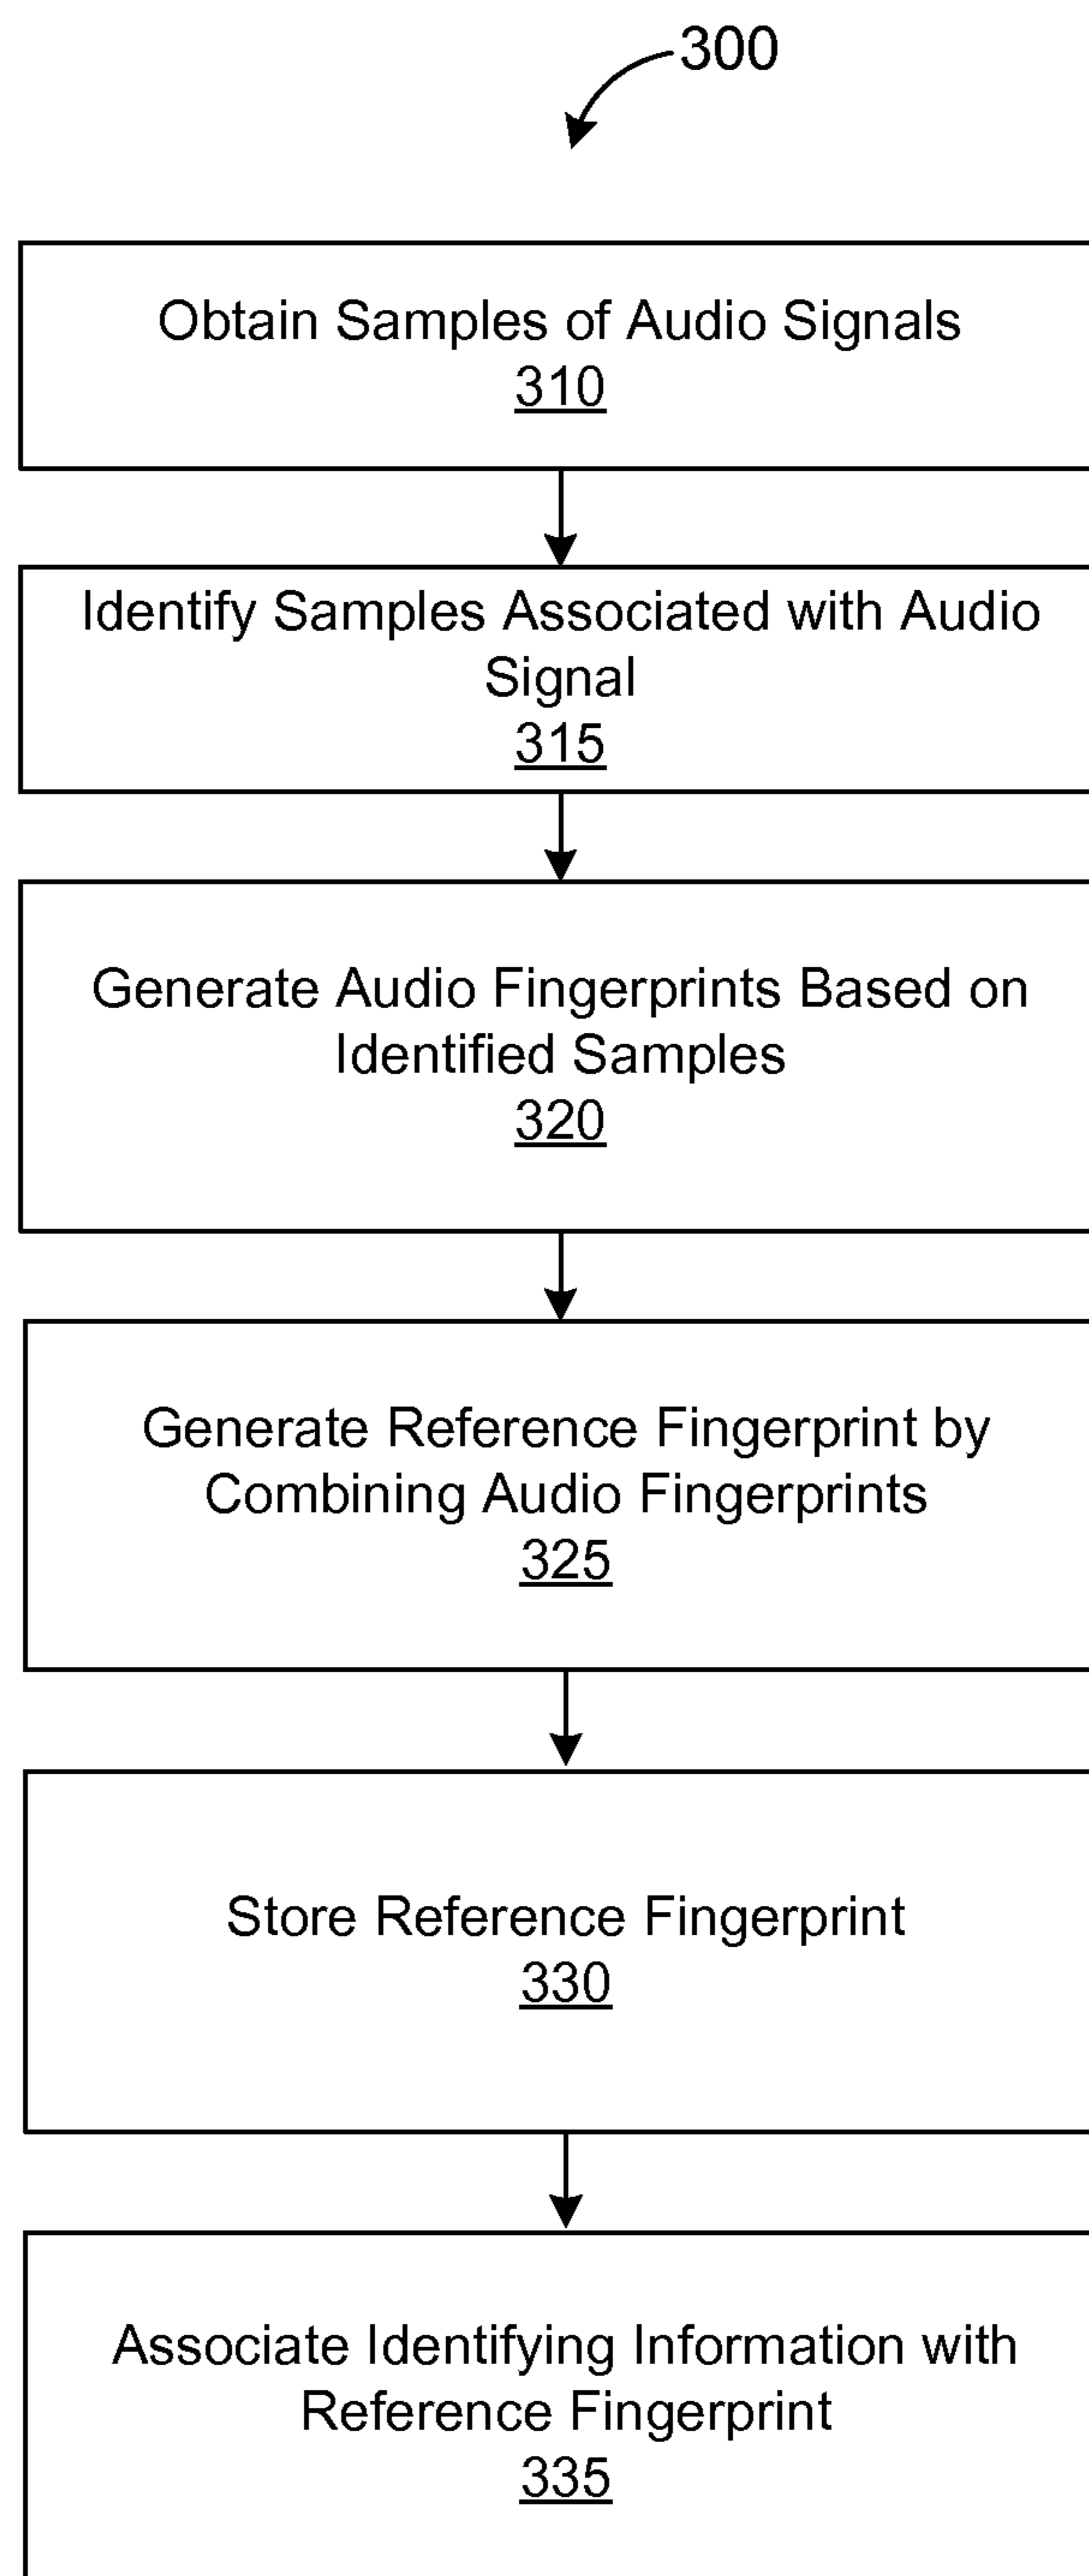 300
Obtain Samples of Audio Signals
310
Identify Samples Associated with Audio
Signal
315
Generate Audio Fingerprints Based on
Identified Samples
320
Generate Reference Fingerprint by
Combining Audio Fingerprints
325
Store Reference Fingerprint
330
Associate Identifying Information with
Reference Fingerprint
335